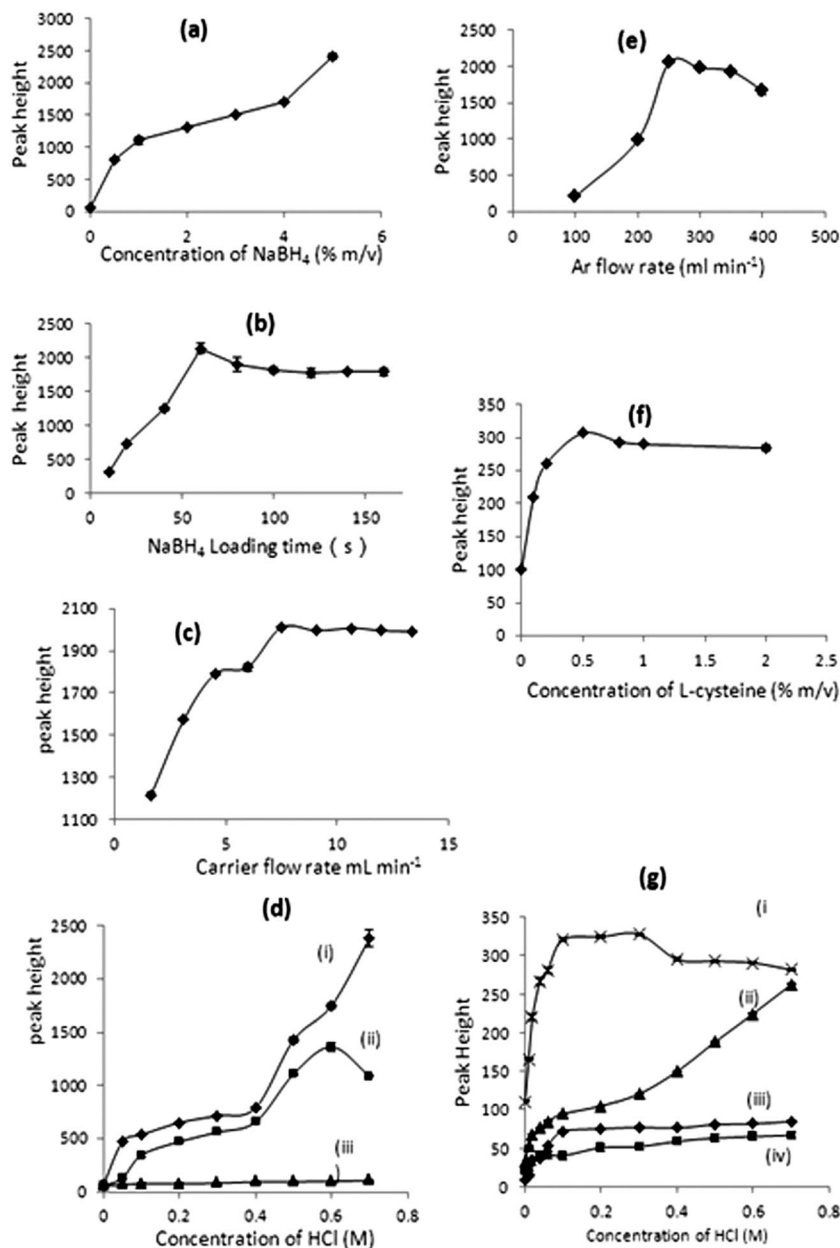 (a)
3000
2500
2000
1500
1000
500
0
Peak height
0 2 4 6
Concentration of NaBH₄ (% m/v)
(e)
2500
2000
1500
1000
500
0
Peak height
0 100 200 300 400 500
Ar flow rate (ml min⁻¹)
(b)
2500
2000
1500
1000
500
0
Peak height
0 50 100 150
NaBH₄ Loading time ( s )
(f)
350
300
250
200
150
100
50
0
Peak height
0 0.5 1 1.5 2 2.5
Concentration of L-cysteine (% m/v)
(c)
2100
1900
1700
1500
1300
1100
peak height
0 5 10 15
Carrier flow rate mL min⁻¹
(d)
2500
2000
1500
1000
500
0
peak height
(i)
(ii)
(iii
)
0 0.2 0.4 0.6 0.8
Concentration of HCl (M)
(g)
350
300
250
200
150
100
50
0
Peak Height
(i
(ii)
(iii)
(iv)
0 0.2 0.4 0.6 0.8
Concentration of HCl (M)